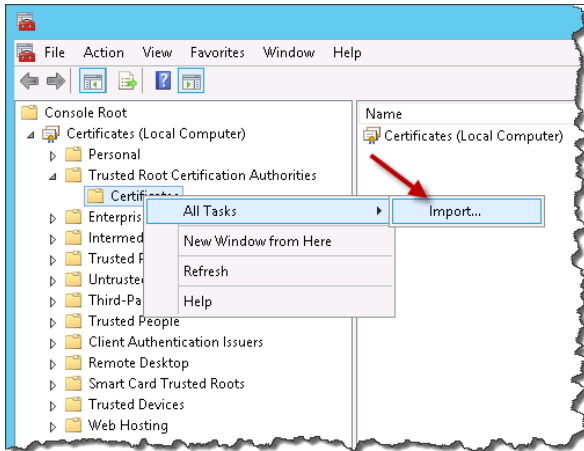 File Action View Favorites Window Help
Console Root
Name
Certificates (Local Computer)
Certificates (Local Computer)
Personal
Trusted Root Certification Authorities
All Tasks
Import...
New Window from Here
Refresh
Help
Trusted People
Client Authentication Issuers
Remote Desktop
Smart Card Trusted Roots
Trusted Devices
Web Hosting